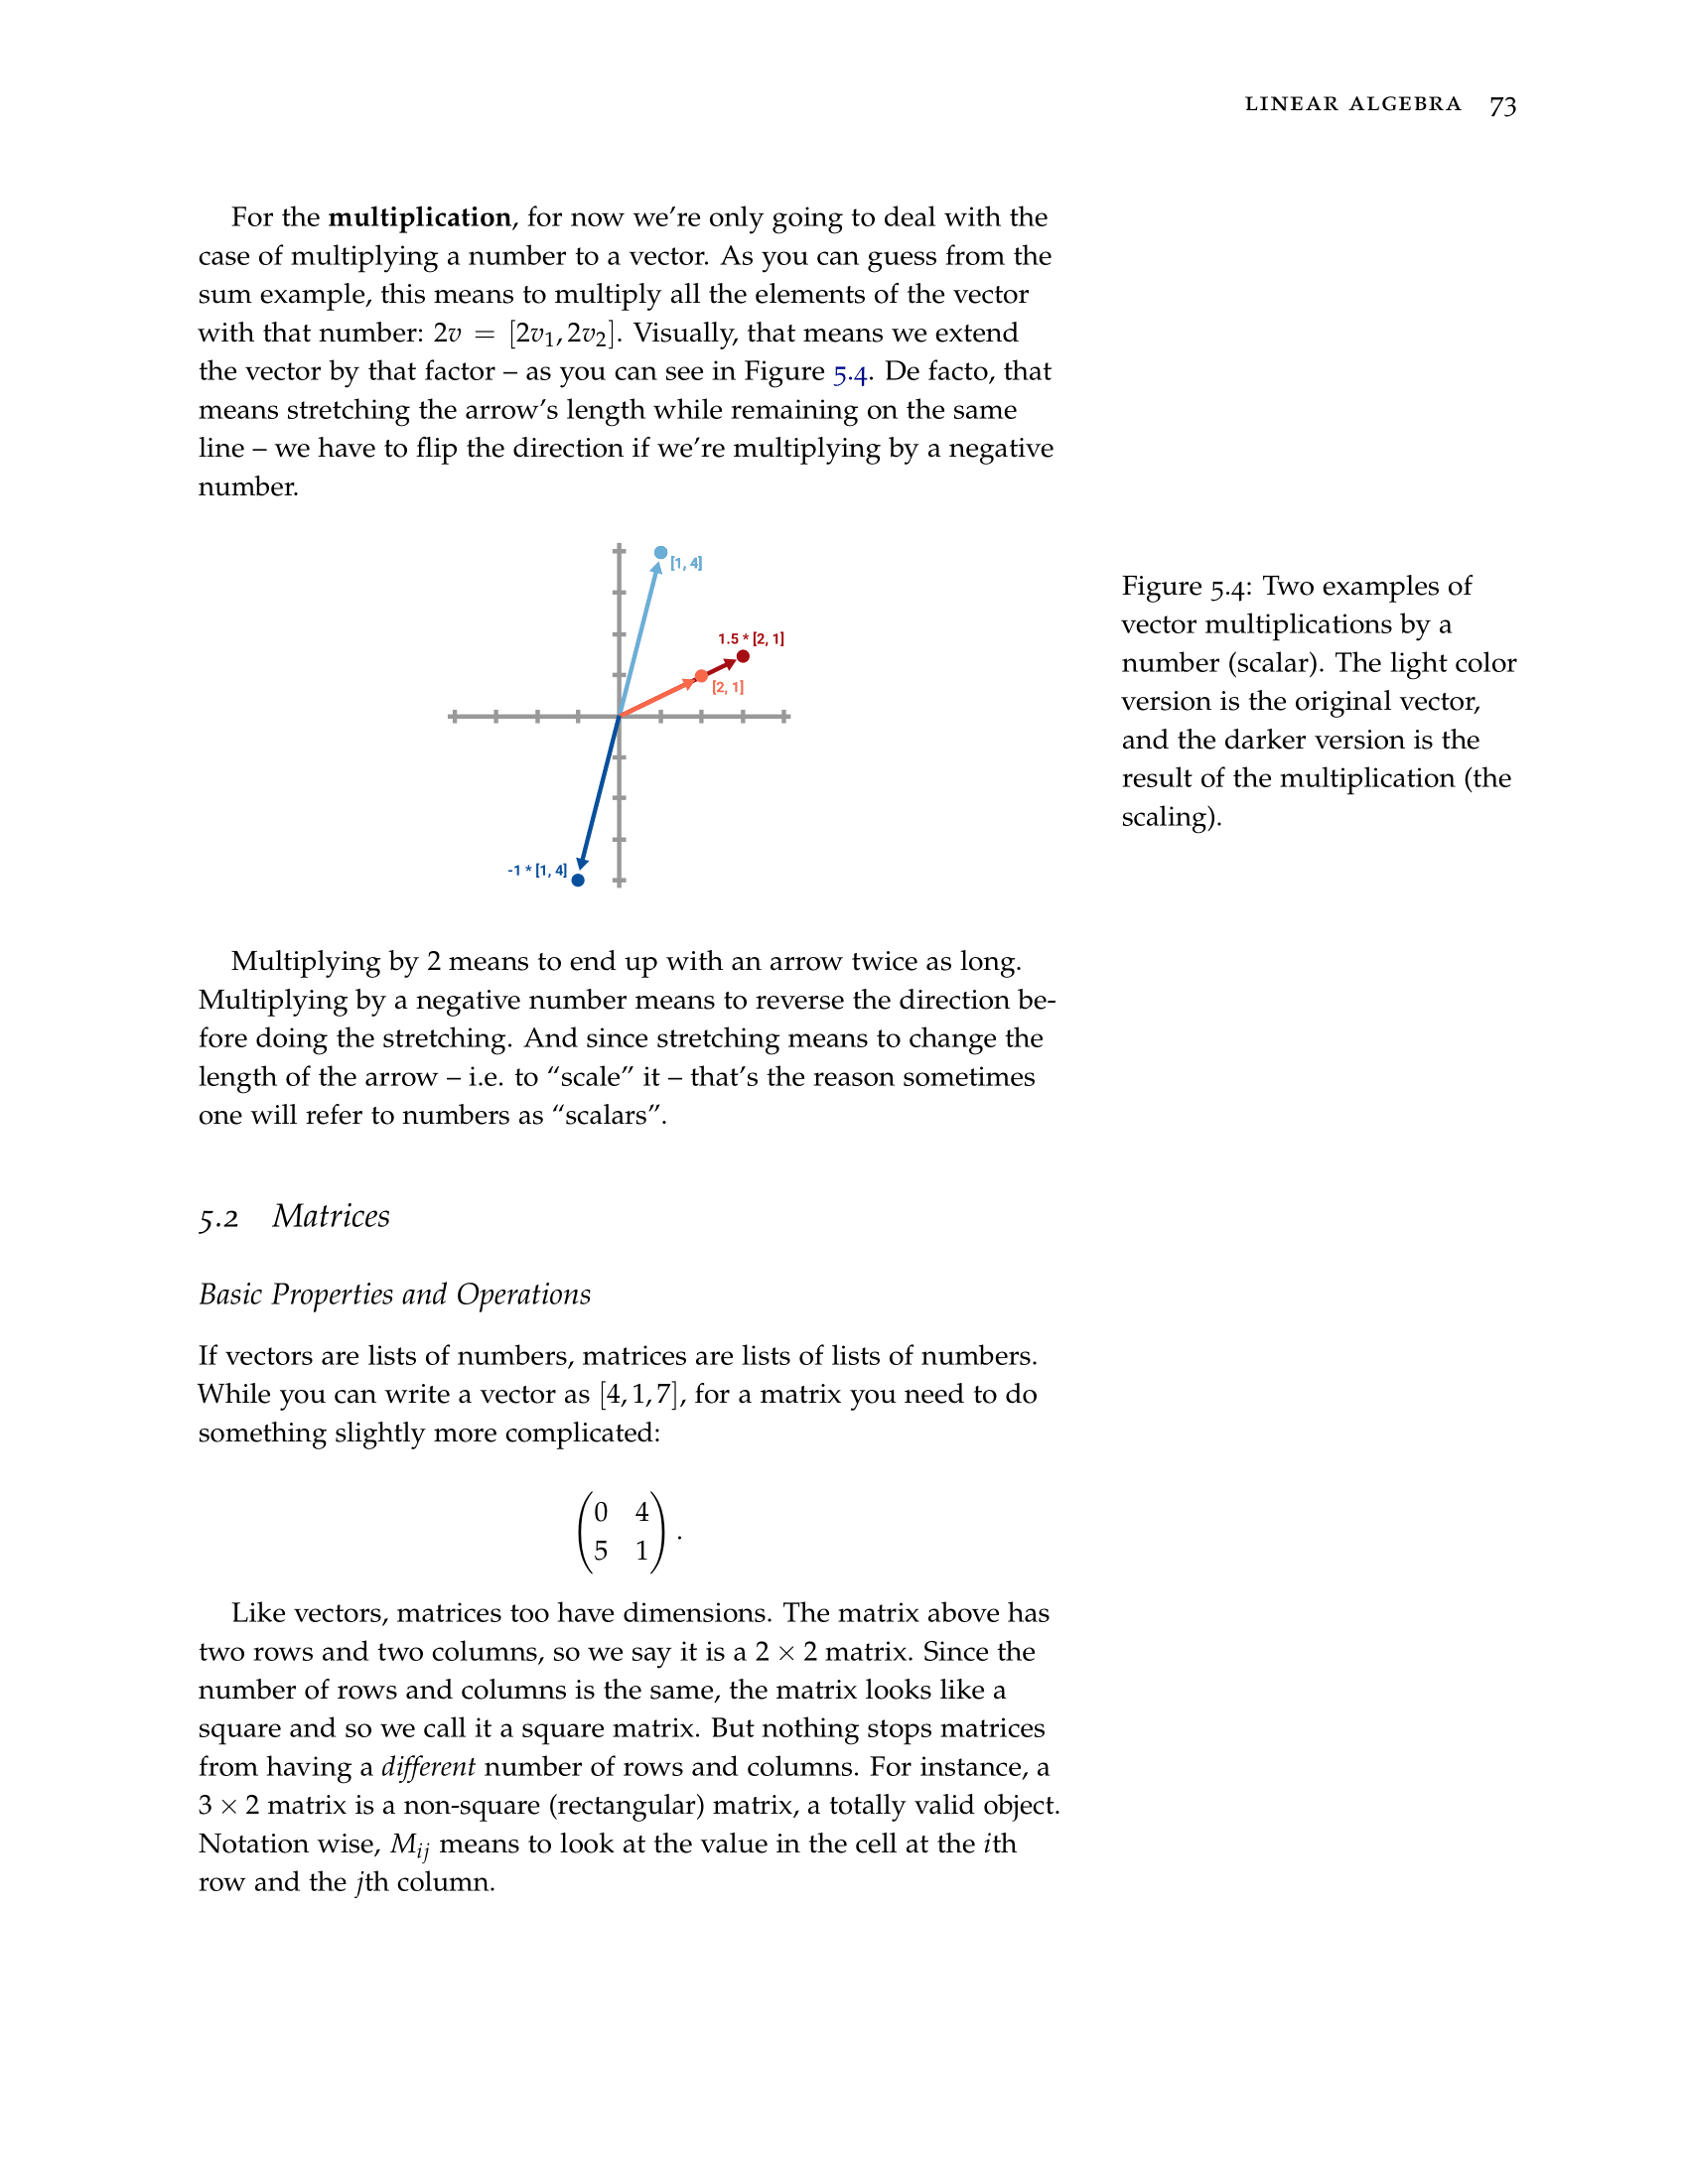 LINEAR ALGEBRA 73
For the multiplication, for now we’re only going to deal with the
case of multiplying a number to a vector. As you can guess from the
sum example, this means to multiply all the elements of the vector
with that number: 2v = [2v₁, 2v₂]. Visually, that means we extend
the vector by that factor – as you can see in Figure 5.4. De facto, that
means stretching the arrow’s length while remaining on the same
line – we have to flip the direction if we’re multiplying by a negative
number.
[1, 4]
1.5 * [2, 1]
[2, 1]
-1 * [1, 4]
Figure 5.4: Two examples of
vector multiplications by a
number (scalar). The light color
version is the original vector,
and the darker version is the
result of the multiplication (the
scaling).
Multiplying by 2 means to end up with an arrow twice as long.
Multiplying by a negative number means to reverse the direction be-
fore doing the stretching. And since stretching means to change the
length of the arrow – i.e. to “scale” it – that’s the reason sometimes
one will refer to numbers as “scalars”.
5.2 Matrices
Basic Properties and Operations
If vectors are lists of numbers, matrices are lists of lists of numbers.
While you can write a vector as [4, 1, 7], for a matrix you need to do
something slightly more complicated:
(0 4
5 1).
Like vectors, matrices too have dimensions. The matrix above has
two rows and two columns, so we say it is a 2 × 2 matrix. Since the
number of rows and columns is the same, the matrix looks like a
square and so we call it a square matrix. But nothing stops matrices
from having a different number of rows and columns. For instance, a
3 × 2 matrix is a non-square (rectangular) matrix, a totally valid object.
Notation wise, Mᵢⱼ means to look at the value in the cell at the ith
row and the jth column.